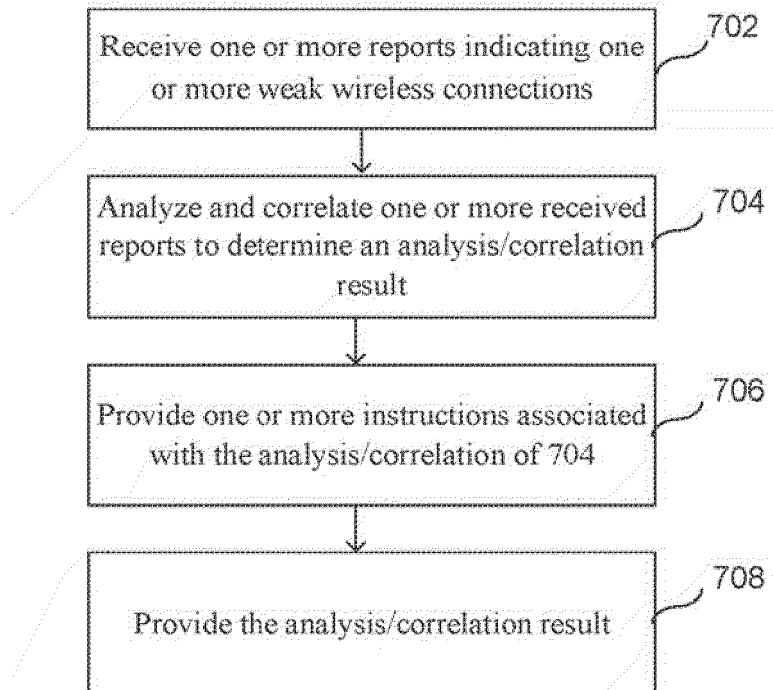 Receive one or more reports indicating one
or more weak wireless connections
702
Analyze and correlate one or more received
reports to determine an analysis/correlation
result
704
Provide one or more instructions associated
with the analysis/correlation of 704
706
Provide the analysis/correlation result
708